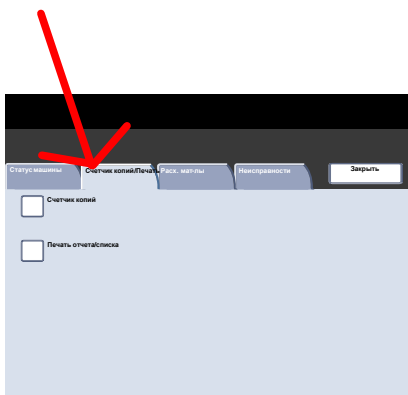 Статус машины
Счетчик копий/Печат
Расх. мат-лы
Неисправности
Закрыть
Счетчик копий
Печать отчета/списка